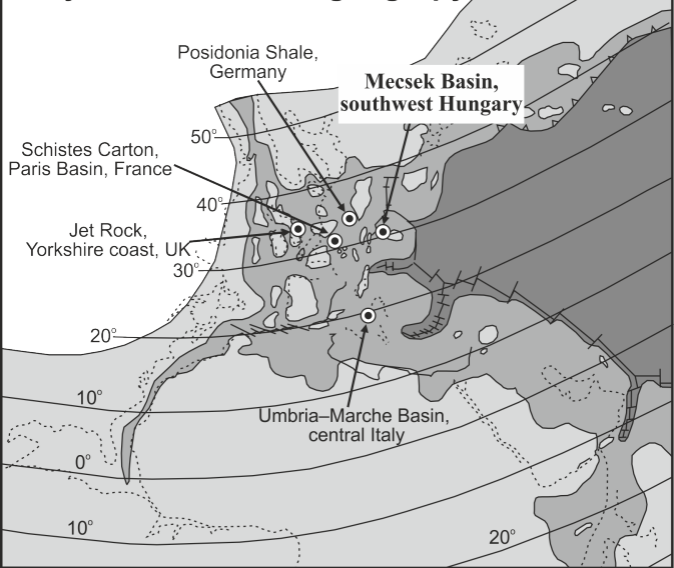 Posidonia Shale,
Germany
Mecsek Basin,
southwest Hungary
50°
Schistes Carton,
Paris Basin, France
40°
Jet Rock,
Yorkshire coast, UK
30°
20°
10°
Umbria–Marche Basin,
central Italy
0°
10°
20°